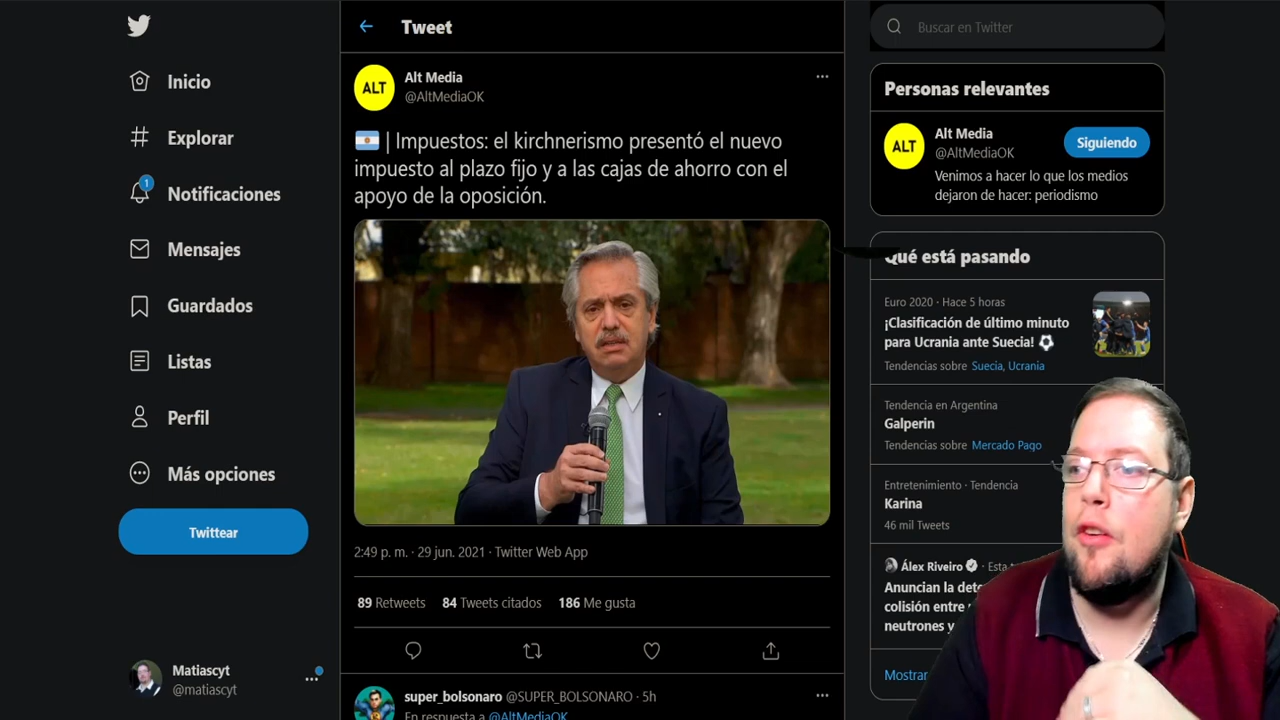 Inicio
Explorar
1
Notificaciones
Mensajes
Guardados
Listas
Perfil
Más opciones
Twittear
Matiascyt
@matiascyt
Tweet
ALT
Alt Media
@AltMediaOK
| Impuestos: el kirchnerismo presentó el nuevo
impuesto al plazo fijo y a las cajas de ahorro con el
apoyo de la oposición.
2:49 p. m. · 29 jun. 2021 · Twitter Web App
89 Retweets 84 Tweets citados 186 Me gusta
super_bolsonaro @SUPER_BOLSONARO · 5h
En respuesta a @AltMediaOK
Buscar en Twitter
Personas relevantes
ALT
Alt Media
@AltMediaOK
Siguiendo
Venimos a hacer lo que los medios
dejaron de hacer: periodismo
Qué está pasando
Euro 2020 · Hace 5 horas
¡Clasificación de último minuto
para Ucrania ante Suecia!
Tendencias sobre Suecia, Ucrania
Tendencia en Argentina
Galperin
Tendencias sobre Mercado Pago
Entretenimiento · Tendencia
Karina
46 mil Tweets
Álex Riveiro · Esta
Anuncian la
colisión entre
neutrones y
Mostrar